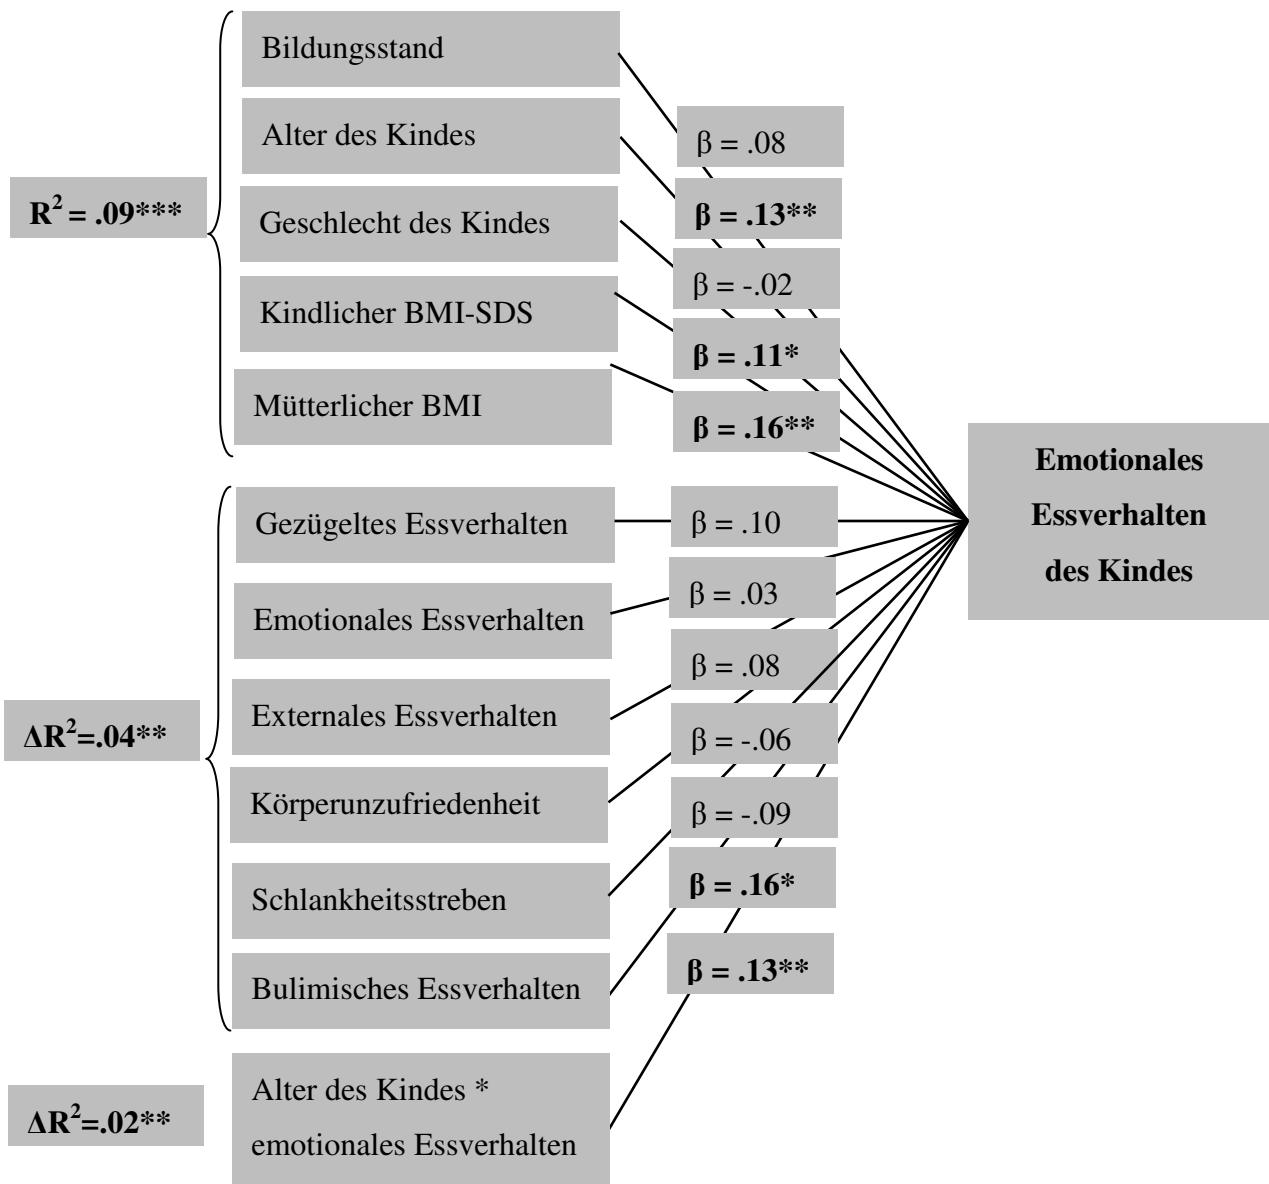 Bildungsstand
β = .08
Alter des Kindes
β = .13**
R² = .09***
Geschlecht des Kindes
β = -.02
Kindlicher BMI-SDS
β = .11*
Mütterlicher BMI
β = .16**
Emotionales
Essverhalten
des Kindes
Gezügeltes Essverhalten
β = .10
Emotionales Essverhalten
β = .03
Externales Essverhalten
β = .08
ΔR²=.04**
Körperunzufriedenheit
β = -.06
Schlankheitsstreben
β = -.09
Bulimisches Essverhalten
β = .16*
ΔR²=.02**
Alter des Kindes *
emotionales Essverhalten
β = .13**